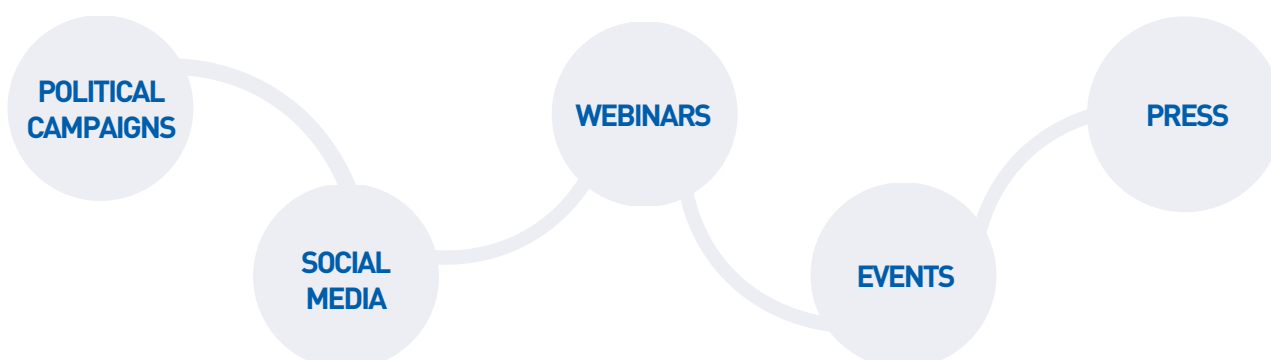 POLITICAL
CAMPAIGNS
SOCIAL
MEDIA
WEBINARS
EVENTS
PRESS